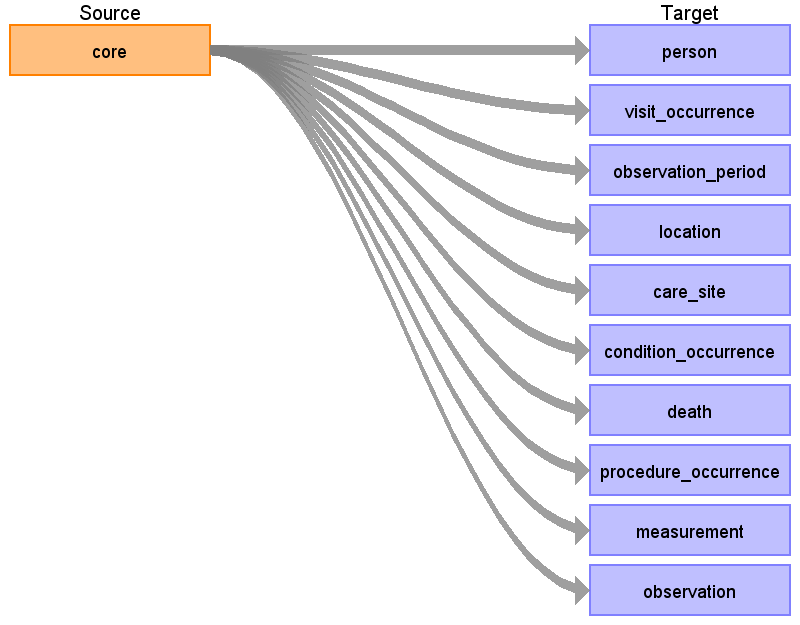 Source
Target
core
person
visit_occurrence
observation_period
location
care_site
condition_occurrence
death
procedure_occurrence
measurement
observation